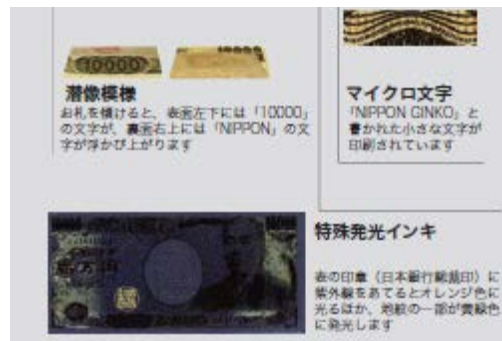 10000
潜像模様
お札を傾けると、表面左下には「10000」
の文字が、裏面右上には「NIPPON」の文
字が浮かび上がります
マイクロ文字
「NIPPON GINKO」と
書かれた小さな文字が
印刷されています
特殊発光インキ
表の印章（日本銀行総裁印）に
紫外線をあてるとオレンジ色に
光るほか、地紋の一部が黄緑色
に発光します